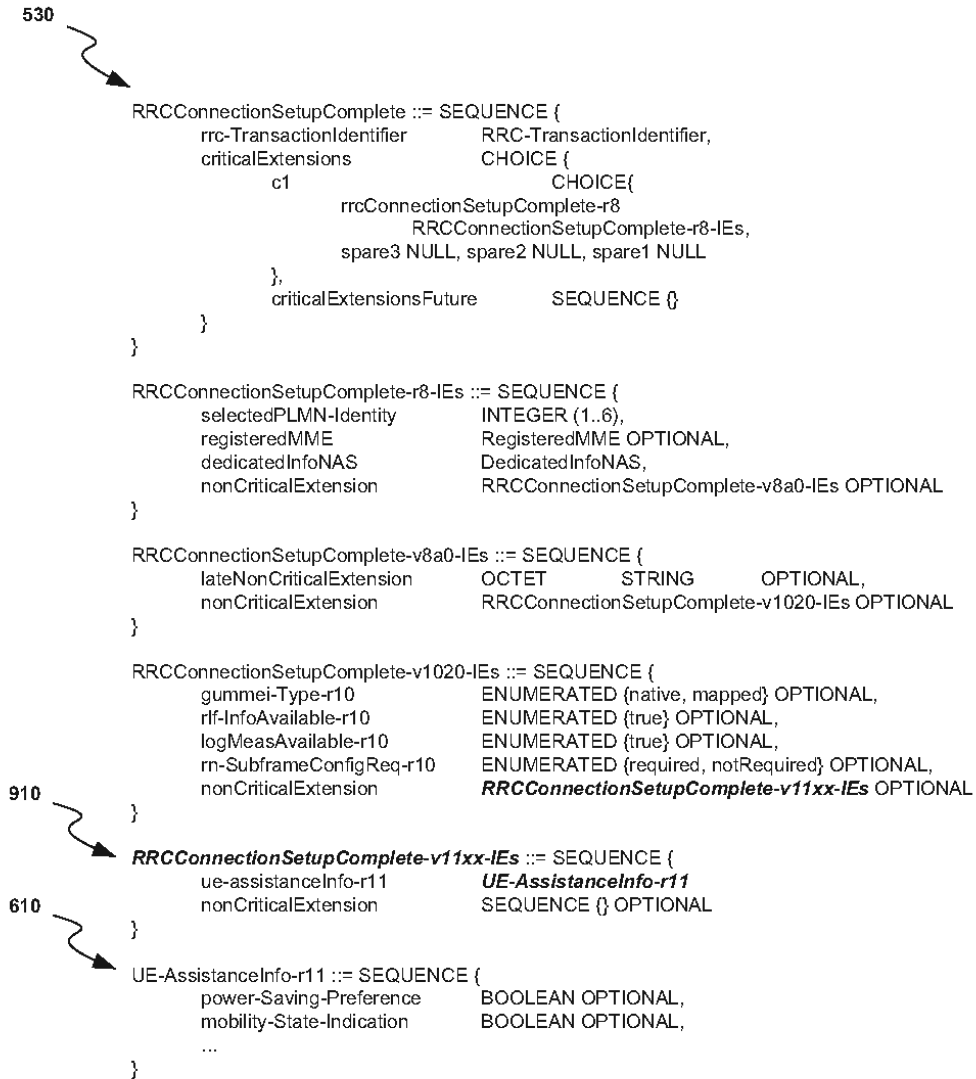 530
RRCConnectionSetupComplete ::= SEQUENCE {
rrc-TransactionIdentifier RRC-TransactionIdentifier,
criticalExtensions CHOICE {
c1 CHOICE{
rrcConnectionSetupComplete-r8
RRCConnectionSetupComplete-r8-IEs,
spare3 NULL, spare2 NULL, spare1 NULL
},
criticalExtensionsFuture SEQUENCE {}
}
}
RRCConnectionSetupComplete-r8-IEs ::= SEQUENCE {
selectedPLMN-Identity INTEGER (1..6),
registeredMME RegisteredMME OPTIONAL,
dedicatedInfoNAS DedicatedInfoNAS,
nonCriticalExtension RRCConnectionSetupComplete-v8a0-IEs OPTIONAL
}
RRCConnectionSetupComplete-v8a0-IEs ::= SEQUENCE {
lateNonCriticalExtension OCTET STRING OPTIONAL,
nonCriticalExtension RRCConnectionSetupComplete-v1020-IEs OPTIONAL
}
RRCConnectionSetupComplete-v1020-IEs ::= SEQUENCE {
gummei-Type-r10 ENUMERATED {native, mapped} OPTIONAL,
rlf-InfoAvailable-r10 ENUMERATED {true} OPTIONAL,
logMeasAvailable-r10 ENUMERATED {true} OPTIONAL,
rn-SubframeConfigReq-r10 ENUMERATED {required, notRequired} OPTIONAL,
nonCriticalExtension RRCConnectionSetupComplete-v11xx-IEs OPTIONAL
}
910
RRCConnectionSetupComplete-v11xx-IEs ::= SEQUENCE {
ue-assistanceInfo-r11 UE-AssistanceInfo-r11
nonCriticalExtension SEQUENCE {} OPTIONAL
}
610
UE-AssistanceInfo-r11 ::= SEQUENCE {
power-Saving-Preference BOOLEAN OPTIONAL,
mobility-State-Indication BOOLEAN OPTIONAL,
...
}